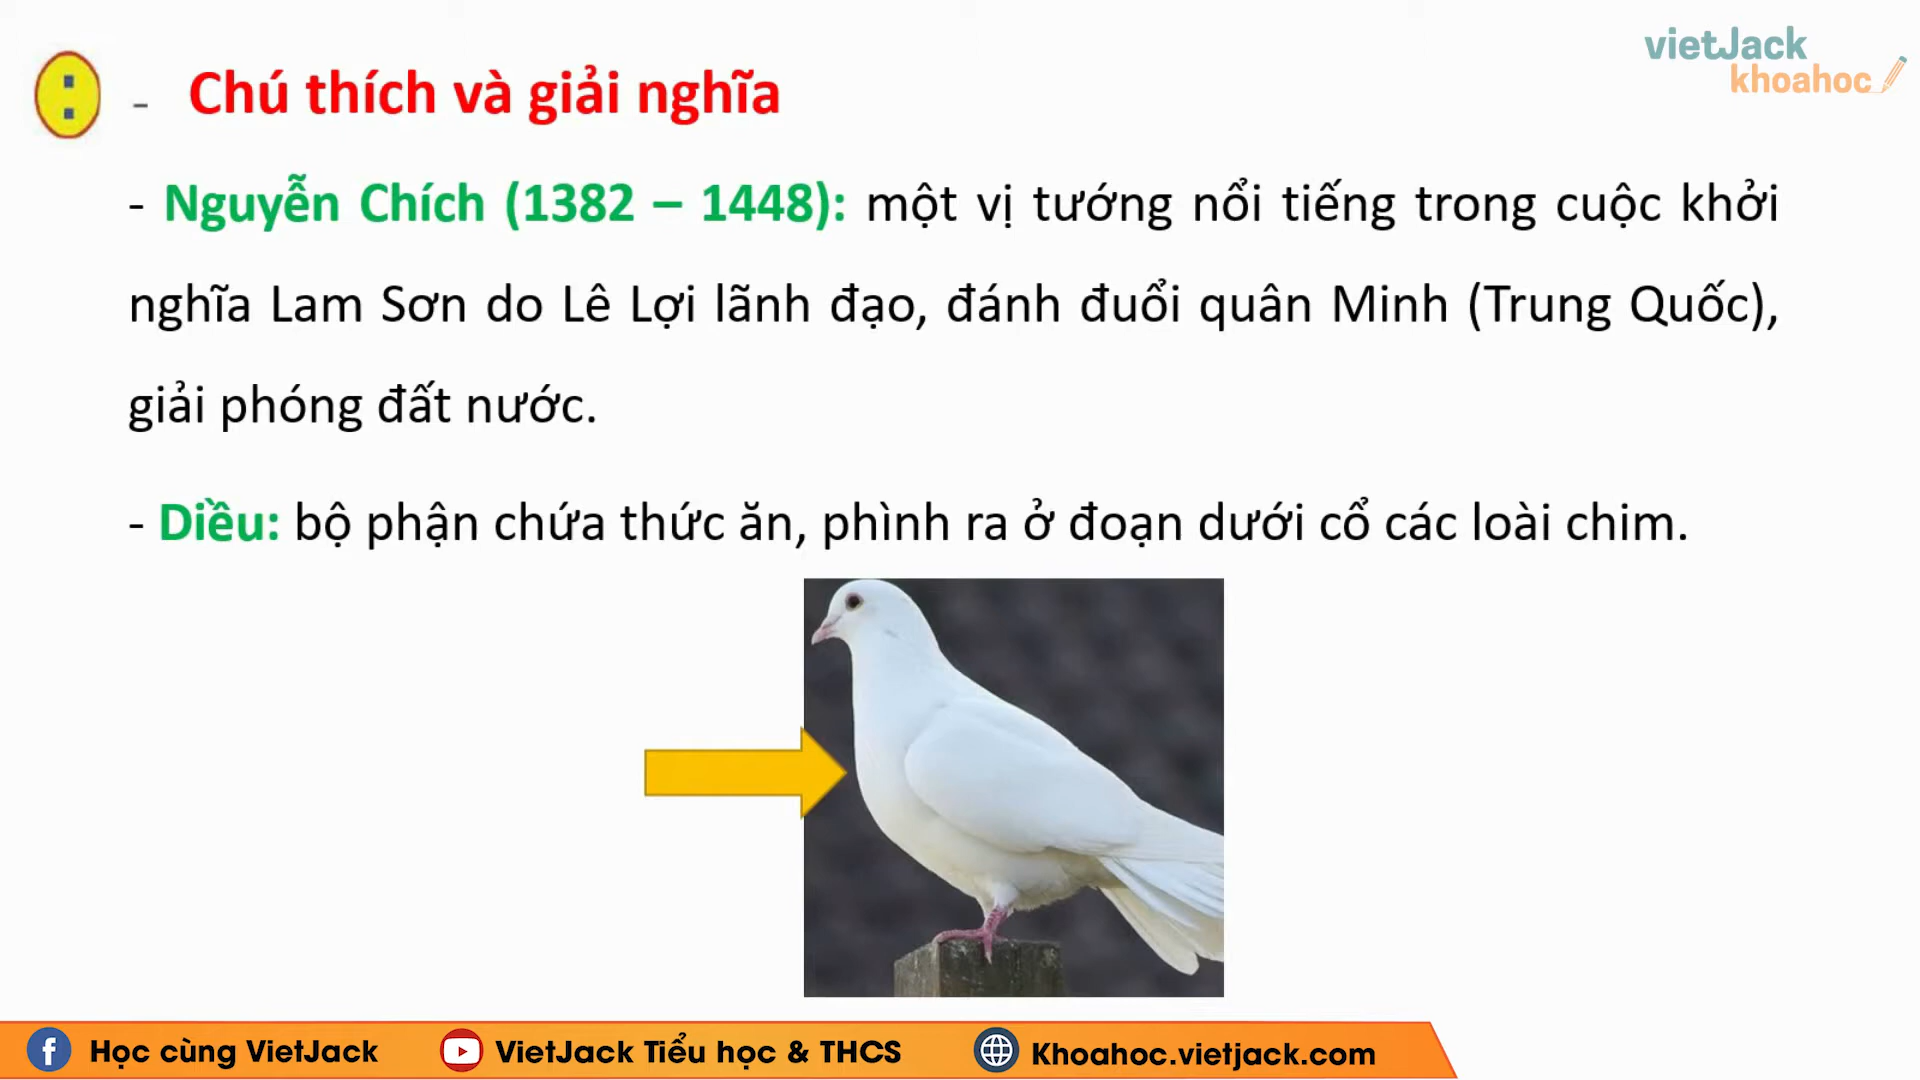 vietJack
khoahoc
- Chú thích và giải nghĩa
- Nguyễn Chích (1382 – 1448): một vị tướng nổi tiếng trong cuộc khởi
nghĩa Lam Sơn do Lê Lợi lãnh đạo, đánh đuổi quân Minh (Trung Quốc),
giải phóng đất nước.
- Diều: bộ phận chứa thức ăn, phình ra ở đoạn dưới cổ các loài chim.
Học cùng VietJack VietJack Tiểu học & THCS Khoahoc.vietjack.com